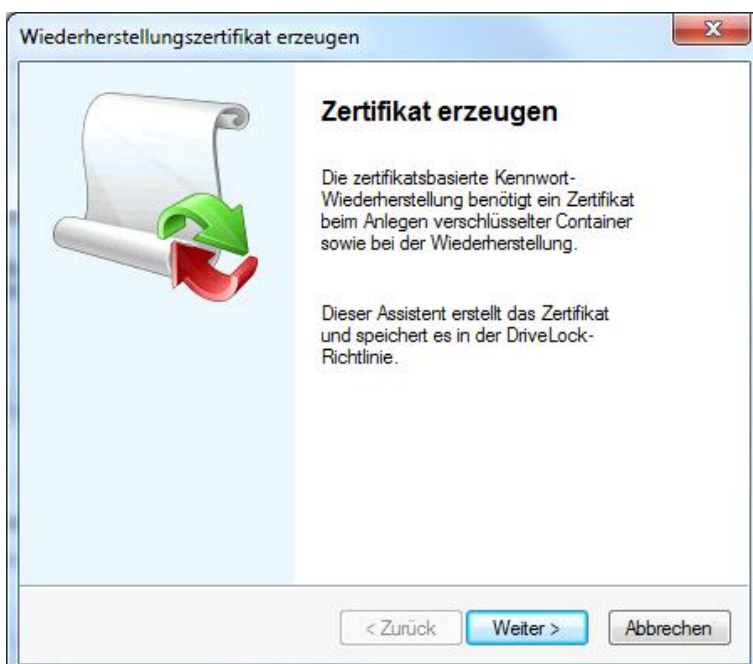 Wiederherstellungszertifikat erzeugen
Zertifikat erzeugen
Die zertifikatsbasierte Kennwort-
Wiederherstellung benötigt ein Zertifikat
beim Anlegen verschlüsselter Container
sowie bei der Wiederherstellung.
Dieser Assistent erstellt das Zertifikat
und speichert es in der DriveLock-
Richtlinie.
< Zurück Weiter > Abbrechen